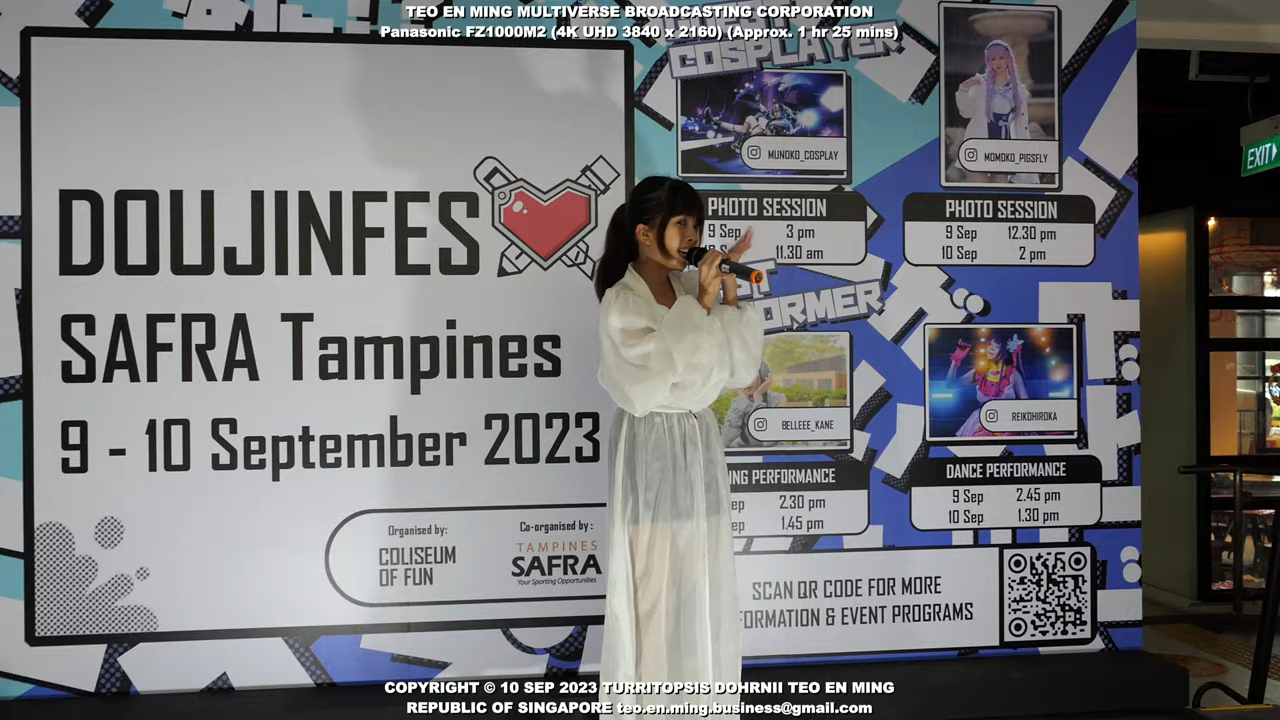 TEO EN MING MULTIVERSE BROADCASTING CORPORATION
Panasonic FZ1000M2 (4K UHD 3840 x 2160) (Approx. 1 hr 25 mins)
DOUJINFES
SAFRA Tampines
9 - 10 September 2023
Organised by:
COLISEUM
OF FUN
Co-organised by:
TAMPINES
SAFRA
Your Sporting Opportunities
COSPLAYER
MUNOKO_COSPLAY
PHOTO SESSION
9 Sep 3 pm
11.30 am
MOMOKO_PIGSFLY
PHOTO SESSION
9 Sep 12.30 pm
10 Sep 2 pm
BELLEEE_KANE
PERFORMANCE
2.30 pm
1.45 pm
REIKOHIROKA
DANCE PERFORMANCE
9 Sep 2.45 pm
10 Sep 1.30 pm
SCAN QR CODE FOR MORE
FORMATION & EVENT PROGRAMS
EXIT
COPYRIGHT © 10 SEP 2023 TURRITOPSIS DOHRNII TEO EN MING
REPUBLIC OF SINGAPORE teo.en.ming.business@gmail.com